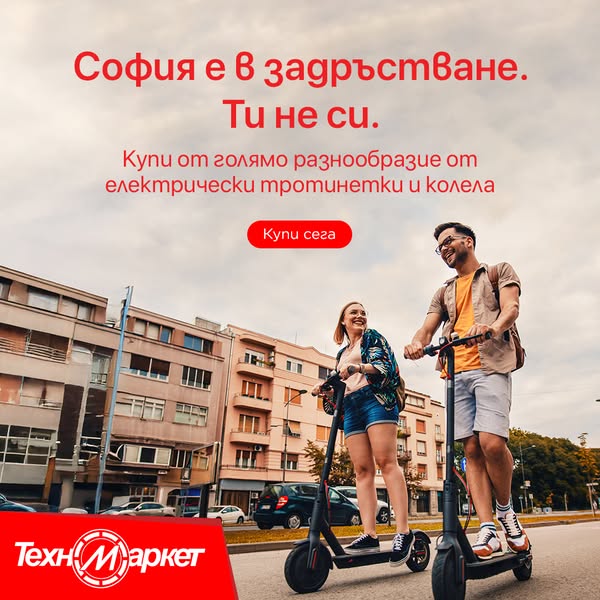 София е в задръстване.
Ти не си.
Купи от голямо разнообразие от
електрически тротинетки и колела
Купи сега
ТехноМаркет